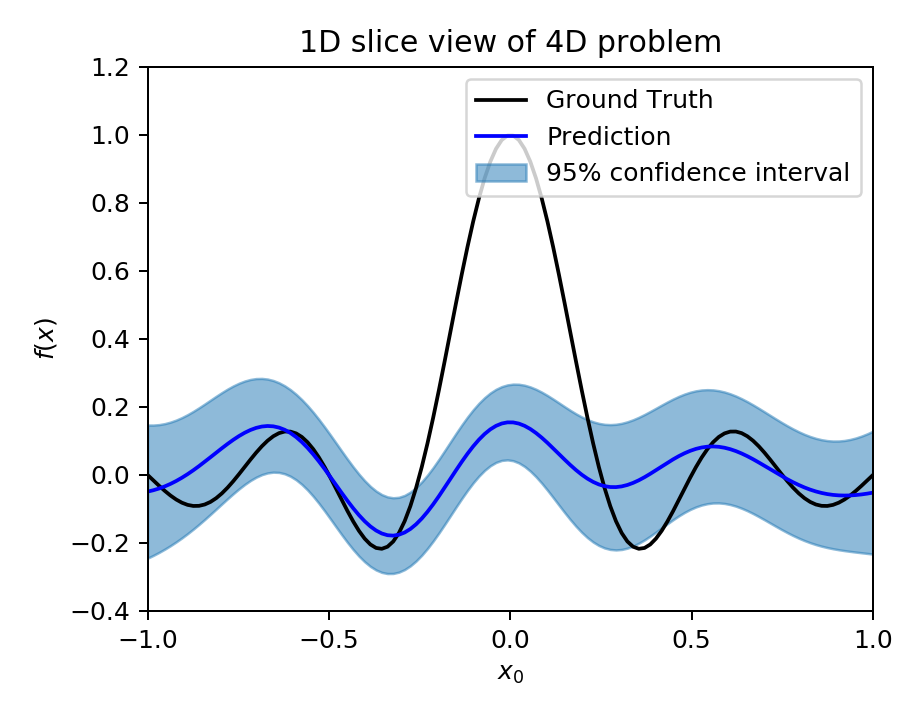 1D slice view of 4D problem
Ground Truth
Prediction
95% confidence interval
1.2
1.0
0.8
0.6
0.4
0.2
0.0
−0.2
−0.4
f(x)
−1.0 −0.5 0.0 0.5 1.0
x₀